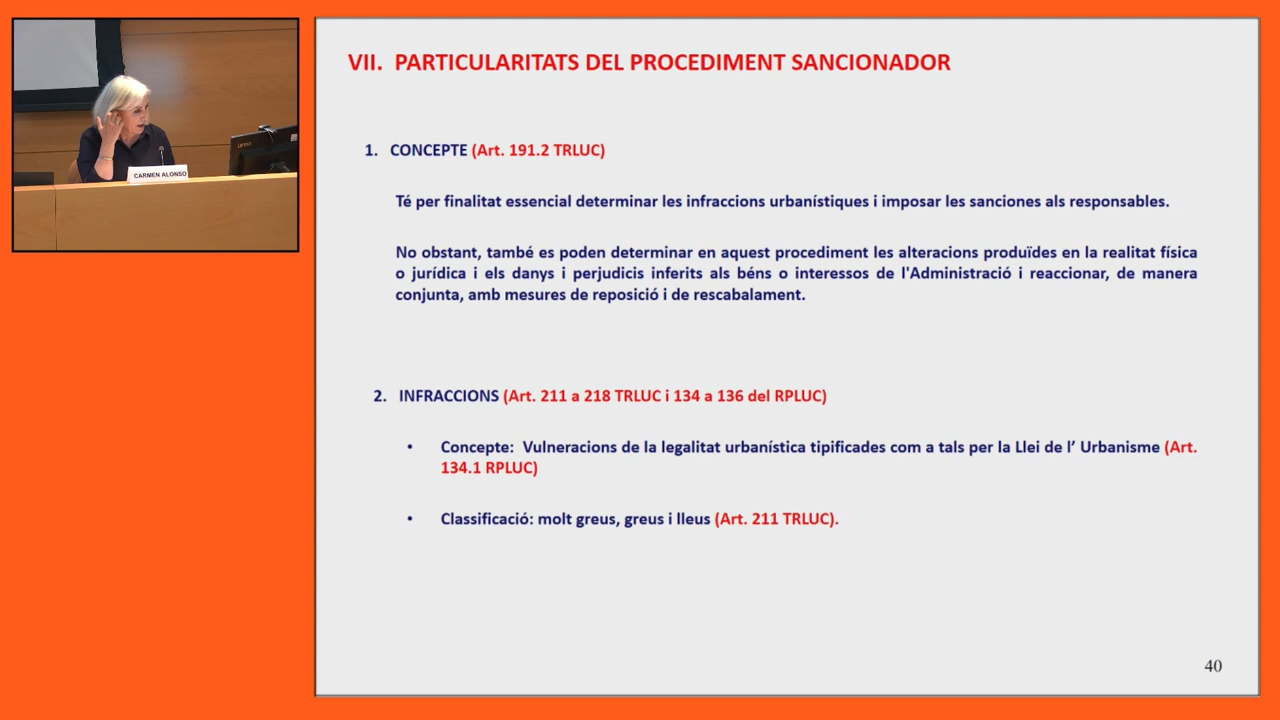 VII. PARTICULARITATS DEL PROCEDIMENT SANCIONADOR
1. CONCEPTE (Art. 191.2 TRLUC)
Té per finalitat essencial determinar les infraccions urbanístiques i imposar les sanciones als responsables.
No obstant, també es poden determinar en aquest procediment les alteracions produïdes en la realitat física
o jurídica i els danys i perjudicis inferits als béns o interessos de l'Administració i reaccionar, de manera
conjunta, amb mesures de reposició i de rescabalament.
2. INFRACCIONS (Art. 211 a 218 TRLUC i 134 a 136 del RPLUC)
• Concepte: Vulneracions de la legalitat urbanística tipificades com a tals per la Llei de l’ Urbanisme (Art.
134.1 RPLUC)
• Classificació: molt greus, greus i lleus (Art. 211 TRLUC).
40
CARMEN ALONSO
Lenovo